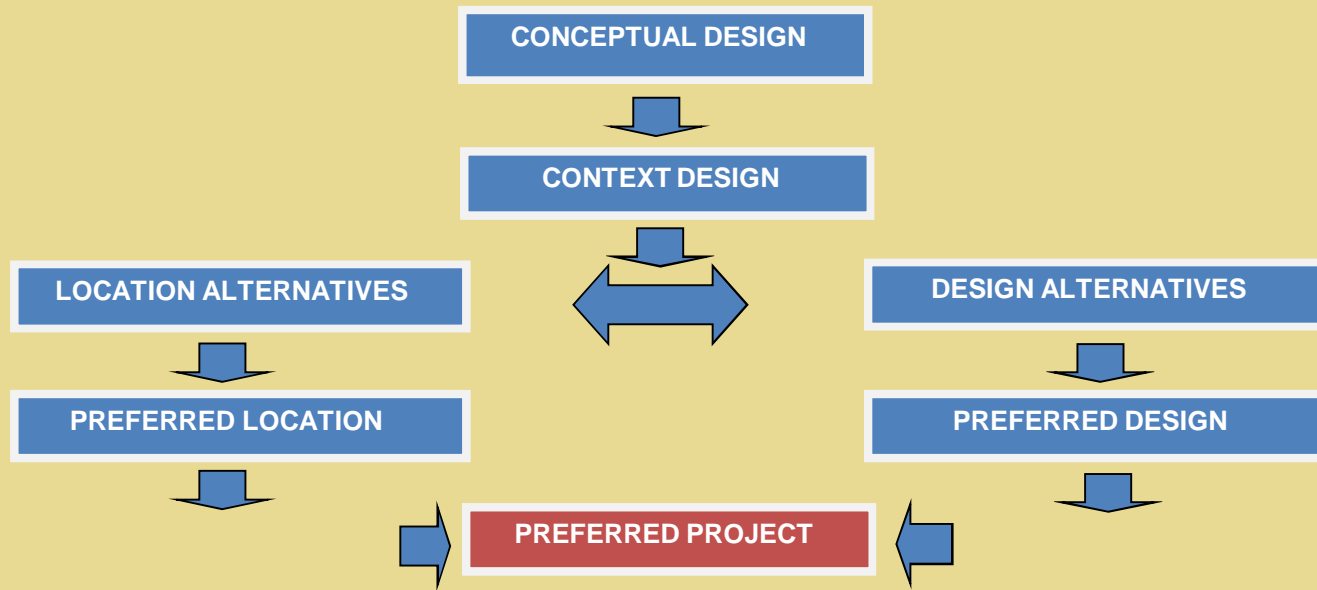 CONCEPTUAL DESIGN
CONTEXT DESIGN
LOCATION ALTERNATIVES
DESIGN ALTERNATIVES
PREFERRED LOCATION
PREFERRED DESIGN
PREFERRED PROJECT